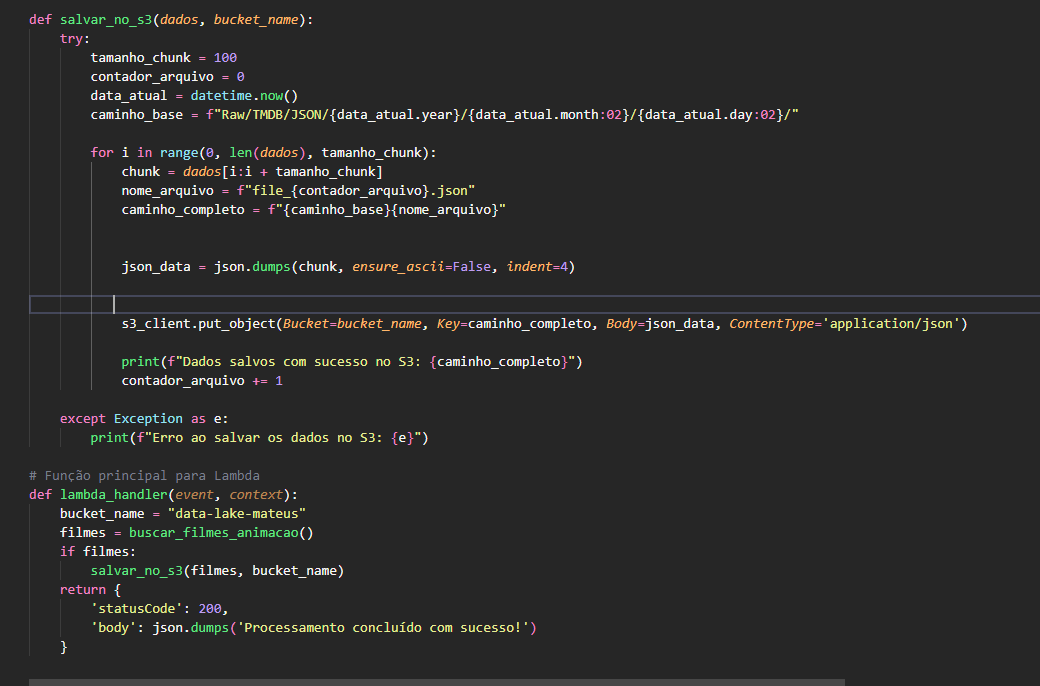 def salvar_no_s3(dados, bucket_name):
    try:
        tamanho_chunk = 100
        contador_arquivo = 0
        data_atual = datetime.now()
        caminho_base = f"Raw/TMDB/JSON/{data_atual.year}/{data_atual.month:02}/{data_atual.day:02}/"

        for i in range(0, len(dados), tamanho_chunk):
            chunk = dados[i:i + tamanho_chunk]
            nome_arquivo = f"file_{contador_arquivo}.json"
            caminho_completo = f"{caminho_base}{nome_arquivo}"


            json_data = json.dumps(chunk, ensure_ascii=False, indent=4)


            s3_client.put_object(Bucket=bucket_name, Key=caminho_completo, Body=json_data, ContentType='application/json')

            print(f"Dados salvos com sucesso no S3: {caminho_completo}")
            contador_arquivo += 1

    except Exception as e:
        print(f"Erro ao salvar os dados no S3: {e}")

# Função principal para Lambda
def lambda_handler(event, context):
    bucket_name = "data-lake-mateus"
    filmes = buscar_filmes_animacao()
    if filmes:
        salvar_no_s3(filmes, bucket_name)
    return {
        'statusCode': 200,
        'body': json.dumps('Processamento concluído com sucesso!')
    }